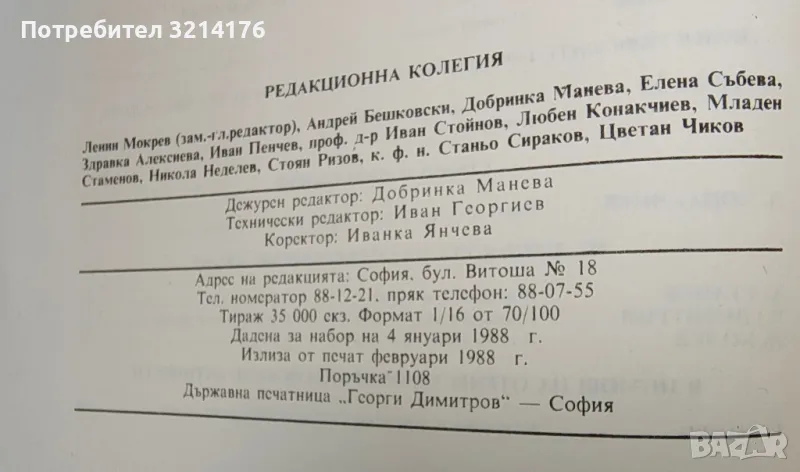 Потребител 3214176
РЕДАКЦИОННА КОЛЕГИЯ
Ленин Мокрев (зам.-гл.редактор), Андрей Бешковски, Добринка Манева, Елена Събева,
Здравка Алексиева, Иван Пенчев, проф. д-р Иван Стойнов, Любен Конакчиев, Младен
Стаменов, Никола Неделев, Стоян Ризов, к. ф. н. Станьо Сираков, Цветан Чиков
Дежурен редактор: Добринка Манева
Технически редактор: Иван Георгиев
Коректор: Иванка Янчева
Адрес на редакцията: София, бул. Витоша № 18
Тел. номератор 88-12-21, пряк телефон: 88-07-55
Тираж 35 000 скз. Формат 1/16 от 70/100
Дадена за набор на 4 януари 1988 г.
Излиза от печат февруари 1988 г.
Поръчка 1108
Държавна печатница „Георги Димитров“ — София
BAZAR